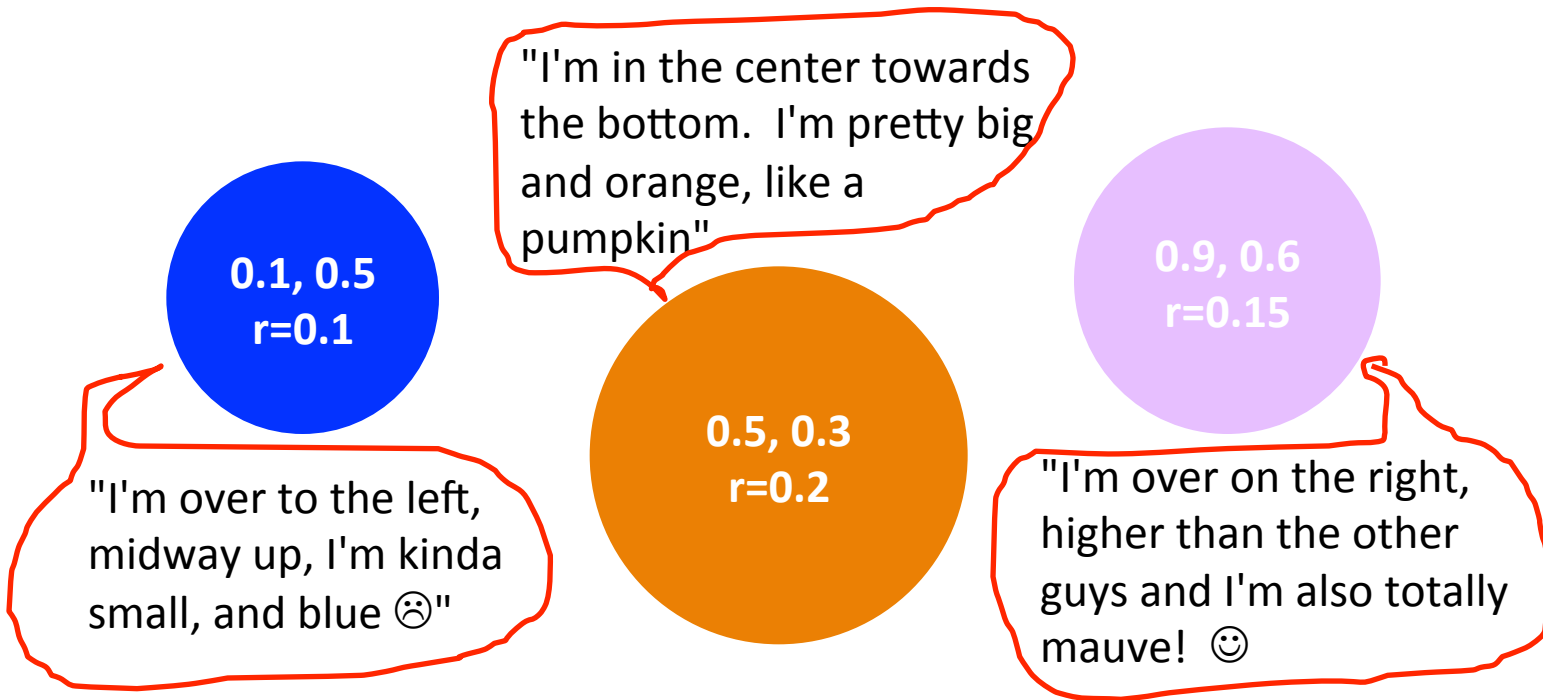 "I'm in the center towards
the bottom.  I'm pretty big
and orange, like a
pumpkin"
0.1, 0.5
r=0.1
0.9, 0.6
r=0.15
0.5, 0.3
r=0.2
"I'm over to the left,
midway up, I'm kinda
small, and blue ☹"
"I'm over on the right,
higher than the other
guys and I'm also totally
mauve!  ☺